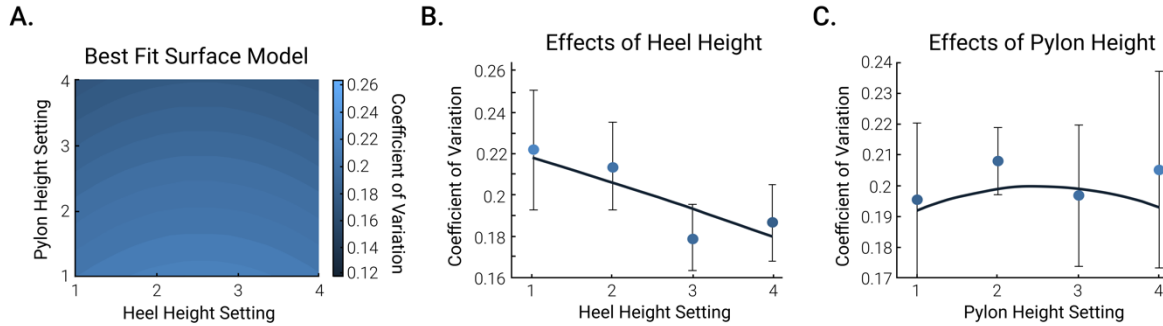 A.
Best Fit Surface Model
Pylon Height Setting
4
3
2
1
1
2
3
4
Heel Height Setting
0.26
0.24
0.22
0.20
0.18
0.16
0.14
0.12
Coefficient of Variation
B.
Effects of Heel Height
Coefficient of Variation
0.26
0.24
0.22
0.2
0.18
0.16
1
2
3
4
Heel Height Setting
C.
Effects of Pylon Height
Coefficient of Variation
0.24
0.23
0.22
0.21
0.2
0.19
0.18
0.17
1
2
3
4
Pylon Height Setting